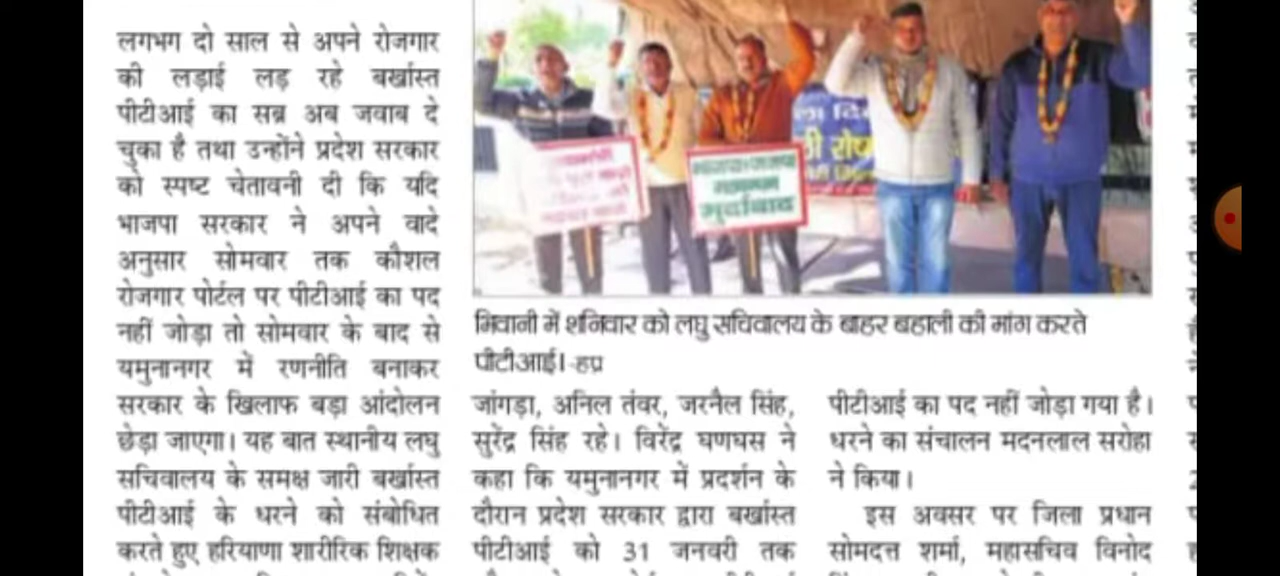 लगभग दो साल से अपने रोजगार
की लड़ाई लड़ रहे बर्खास्त
पीटीआई का सब्र अब जवाब दे
चुका है तथा उन्होंने प्रदेश सरकार
को स्पष्ट चेतावनी दी कि यदि
भाजपा सरकार ने अपने वादे
अनुसार सोमवार तक कौशल
रोजगार पोर्टल पर पीटीआई का पद
नहीं जोड़ा तो सोमवार के बाद से
यमुनानगर में रणनीति बनाकर
सरकार के खिलाफ बड़ा आंदोलन
छेड़ा जाएगा। यह बात स्थानीय लघु
सचिवालय के समक्ष जारी बर्खास्त
पीटीआई के धरने को संबोधित
करते हुए हरियाणा शारीरिक शिक्षक
मुर्दाबाद
भिवानी में शनिवार को लघु सचिवालय के बाहर बहाली की मांग करते
पीटीआई। -हप्र
जांगड़ा, अनिल तंवर, जरनैल सिंह,
सुरेंद्र सिंह रहे। विरेंद्र घणघस ने
कहा कि यमुनानगर में प्रदर्शन के
दौरान प्रदेश सरकार द्वारा बर्खास्त
पीटीआई को 31 जनवरी तक
पीटीआई का पद नहीं जोड़ा गया है।
धरने का संचालन मदनलाल सरोहा
ने किया।
इस अवसर पर जिला प्रधान
सोमदत्त शर्मा, महासचिव विनोद